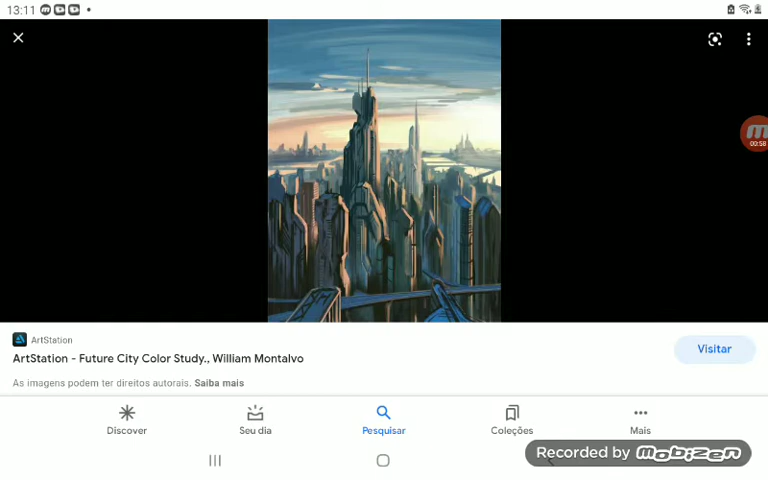 13:11
00:58
ArtStation
ArtStation - Future City Color Study., William Montalvo
Visitar
As imagens podem ter direitos autorais. Saiba mais
Discover
Seu dia
Pesquisar
Coleções
Mais
Recorded by mobizen